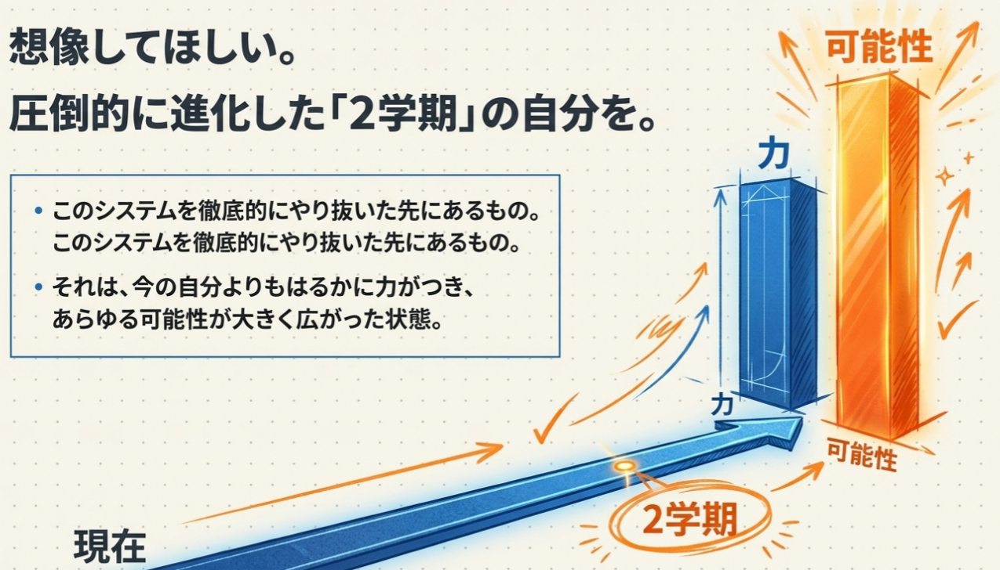 想像してほしい。
圧倒的に進化した「2学期」の自分を。
• このシステムを徹底的にやり抜いた先にあるもの。
このシステムを徹底的にやり抜いた先にあるもの。
• それは、今の自分よりもはるかに力がつき、
あらゆる可能性が大きく広がった状態。
可能性
力
力
可能性
2学期
現在